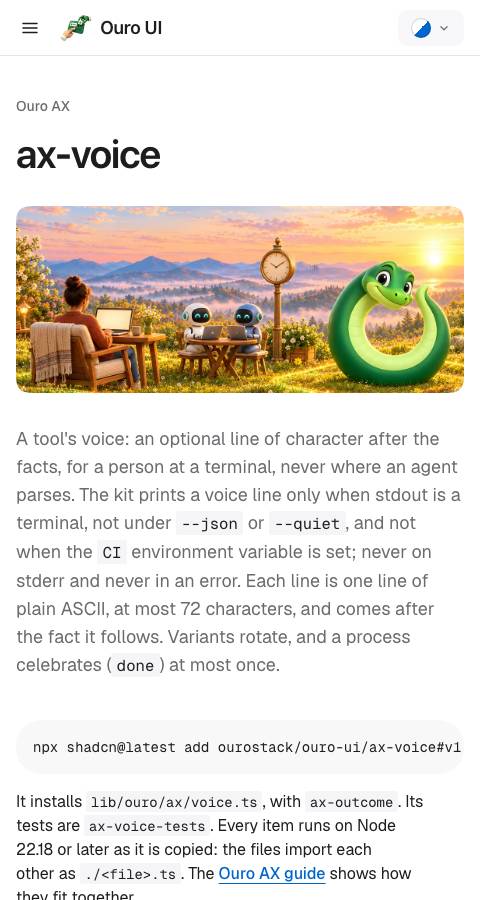 Ouro UI
Ouro AX
ax-voice
A tool's voice: an optional line of character after the
facts, for a person at a terminal, never where an agent
parses. The kit prints a voice line only when stdout is a
terminal, not under --json or --quiet, and not
when the CI environment variable is set; never on
stderr and never in an error. Each line is one line of
plain ASCII, at most 72 characters, and comes after
the fact it follows. Variants rotate, and a process
celebrates (done) at most once.
npx shadcn@latest add ourostack/ouro-ui/ax-voice#v1
It installs lib/ouro/ax/voice.ts, with ax-outcome. Its
tests are ax-voice-tests. Every item runs on Node
22.18 or later as it is copied: the files import each
other as ./<file>.ts. The Ouro AX guide shows how
they fit together.